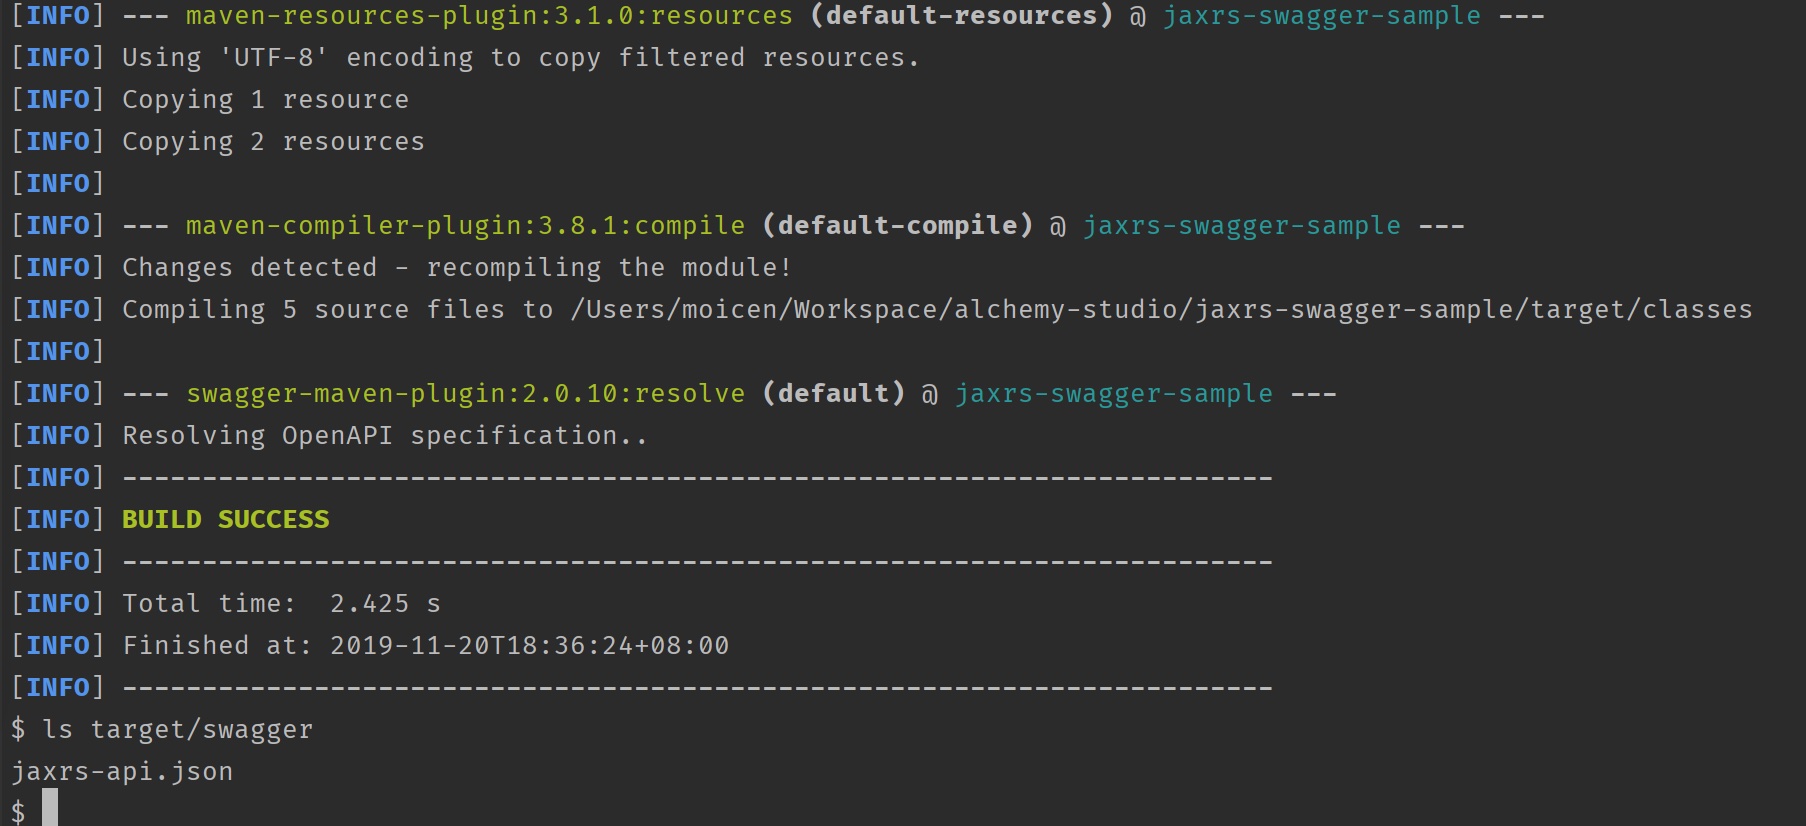 [INFO] --- maven-resources-plugin:3.1.0:resources (default-resources) @ jaxrs-swagger-sample ---
[INFO] Using 'UTF-8' encoding to copy filtered resources.
[INFO] Copying 1 resource
[INFO] Copying 2 resources
[INFO]
[INFO] --- maven-compiler-plugin:3.8.1:compile (default-compile) @ jaxrs-swagger-sample ---
[INFO] Changes detected - recompiling the module!
[INFO] Compiling 5 source files to /Users/moicen/Workspace/alchemy-studio/jaxrs-swagger-sample/target/classes
[INFO]
[INFO] --- swagger-maven-plugin:2.0.10:resolve (default) @ jaxrs-swagger-sample ---
[INFO] Resolving OpenAPI specification..
[INFO] ------------------------------------------------------------------------
[INFO] BUILD SUCCESS
[INFO] ------------------------------------------------------------------------
[INFO] Total time:  2.425 s
[INFO] Finished at: 2019-11-20T18:36:24+08:00
[INFO] ------------------------------------------------------------------------
$ ls target/swagger
jaxrs-api.json
$